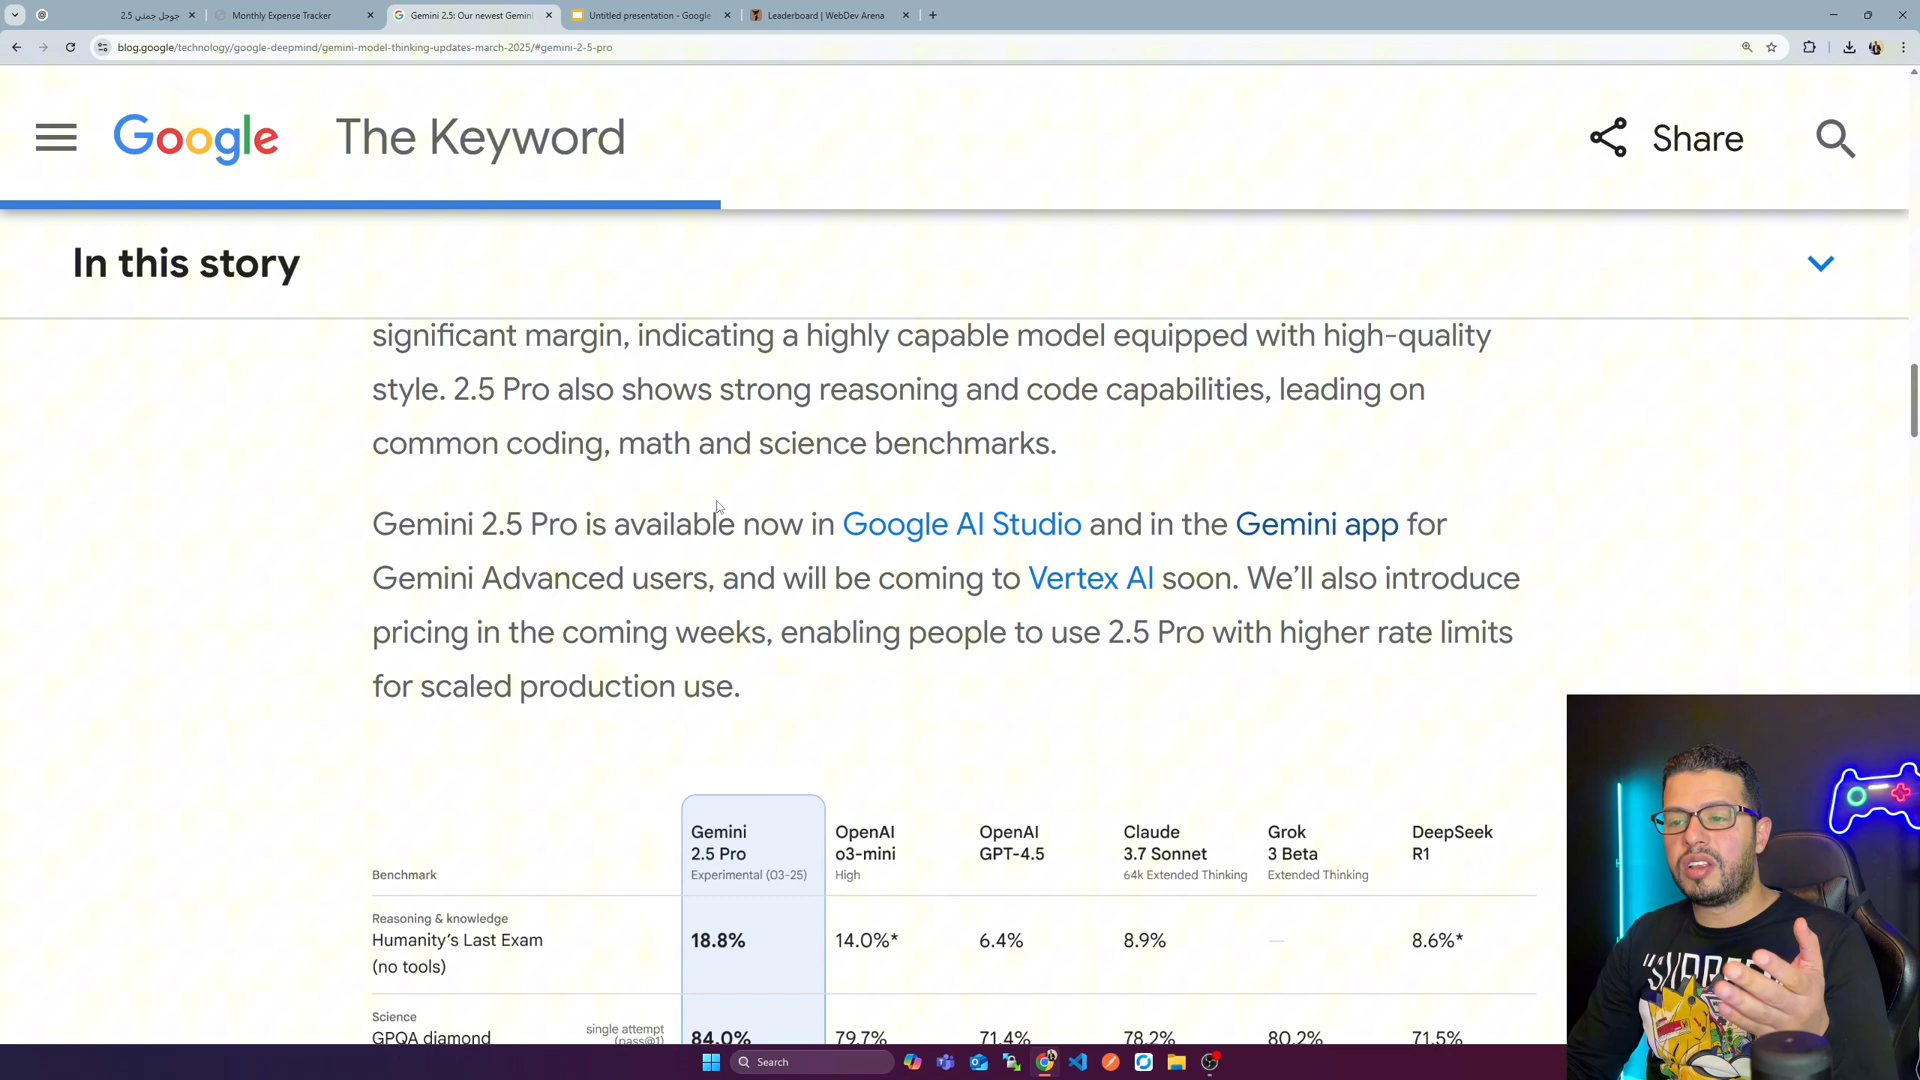 جوجل جمني 2.5
Monthly Expense Tracker
Gemini 2.5: Our newest Gemini
Untitled presentation - Google
Leaderboard | WebDev Arena
blog.google/technology/google-deepmind/gemini-model-thinking-updates-march-2025/#gemini-2-5-pro
Google The Keyword
Share
In this story
significant margin, indicating a highly capable model equipped with high-quality
style. 2.5 Pro also shows strong reasoning and code capabilities, leading on
common coding, math and science benchmarks.
Gemini 2.5 Pro is available now in Google AI Studio and in the Gemini app for
Gemini Advanced users, and will be coming to Vertex AI soon. We'll also introduce
pricing in the coming weeks, enabling people to use 2.5 Pro with higher rate limits
for scaled production use.
Benchmark
Gemini
2.5 Pro
Experimental (03-25)
OpenAI
o3-mini
High
OpenAI
GPT-4.5
Claude
3.7 Sonnet
64k Extended Thinking
Grok
3 Beta
Extended Thinking
DeepSeek
R1
Reasoning & knowledge
Humanity's Last Exam
(no tools)
18.8% 14.0%* 6.4% 8.9% — 8.6%*
Science
GPQA diamond
single attempt
(pass@1)
84.0% 79.7% 71.4% 78.2% 80.2% 71.5%
Search